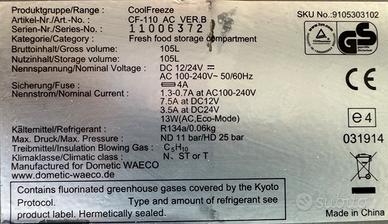 Produktgruppe/Range: CoolFreeze
Artikel-Nr./Art.-No.: CF-110 AC VER.B
Serien-Nr./Series-No.: 11006372
Kategorie/Category: Fresh food storage compartment
Bruttoinhalt/Gross volume: 105L
Nutzinhalt/Storage volume: 105L
Nennspannung/Nominal Voltage: DC 12/24V
AC 100-240V~ 50/60Hz
Sicherung/Fuse: 4A
Nennstrom/Nominal Current: 1.3-0.7A at AC100-240V
7.5A at DC12V
3.5A at DC24V
13W(AC,Eco-Mode)
Kältemittel/Refrigerant: R134a/0.06kg
Max. Druck/Max. Pressure: ND 11 bar/HD 25 bar
Treibmittel/Insulation Blowing Gas: C5H10
Klimaklasse/Climatic class: N、ST or T
Manufactured for Dometic WAECO
www.dometic-waeco.de
Contains fluorinated greenhouse gases covered by the Kyoto
Protocol. Type and amount of refrigerant see
product label. Hermetically sealed.
SKU No.:9105303102
GS
e4
031914
Made in China